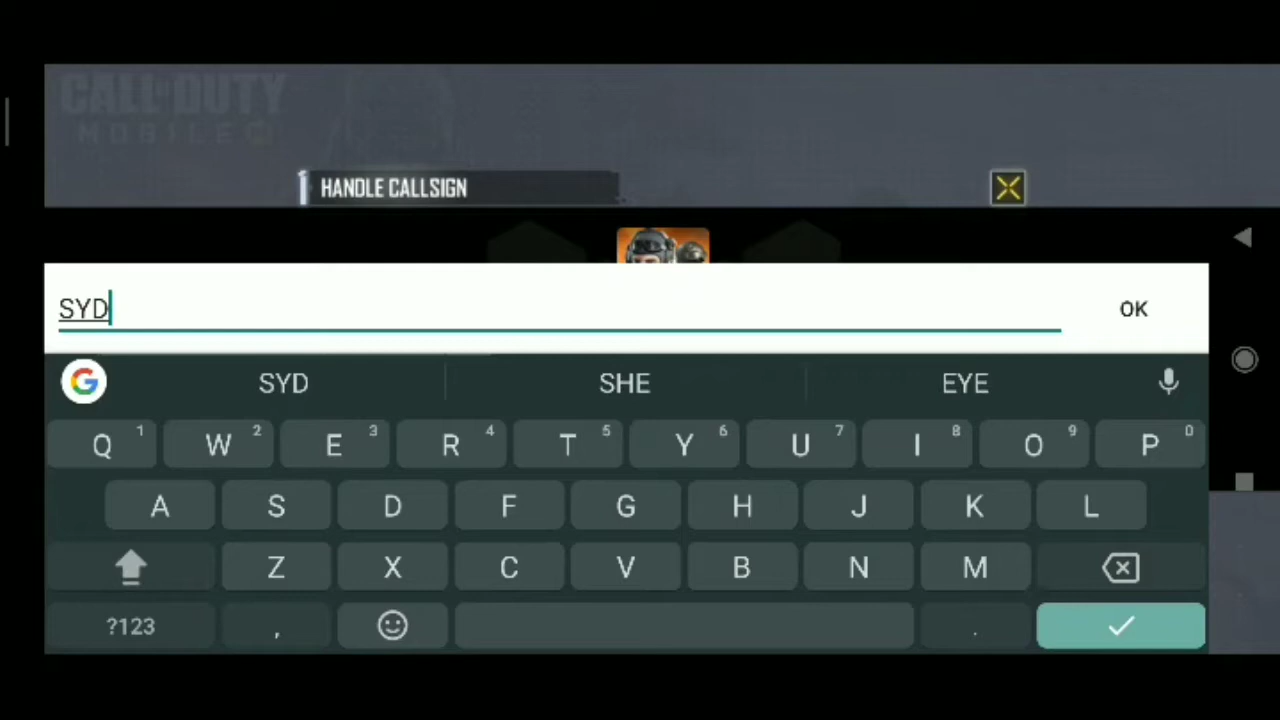 CALL OF DUTY
MOBILE
HANDLE CALLSIGN
SYD
OK
SYD SHE EYE
Q 1 W 2 E 3 R 4 T 5 Y 6 U 7 I 8 O 9 P 0
A S D F G H J K L
Z X C V B N M
?123 , .